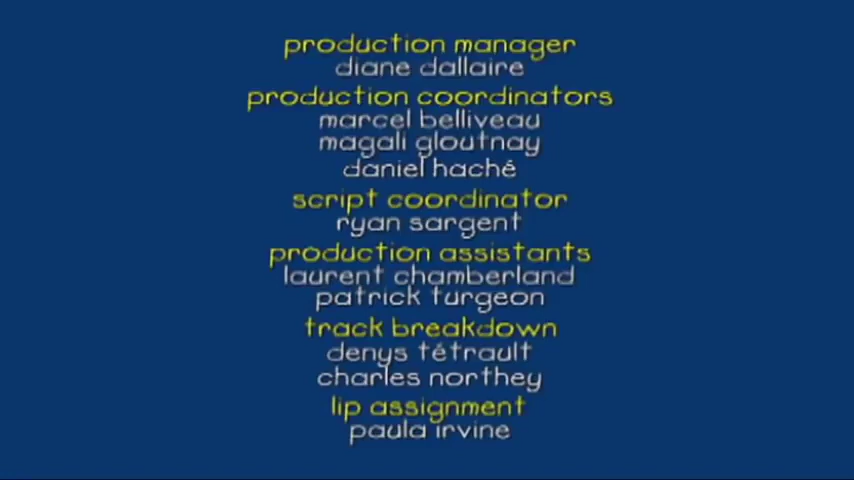 production manager
diane dallaire
production coordinators
marcel belliveau
magali gloutnay
daniel haché
script coordinator
ryan sargent
production assistants
laurent chamberland
patrick turgeon
track breakdown
denys tétrault
charles northey
lip assignment
paula irvine